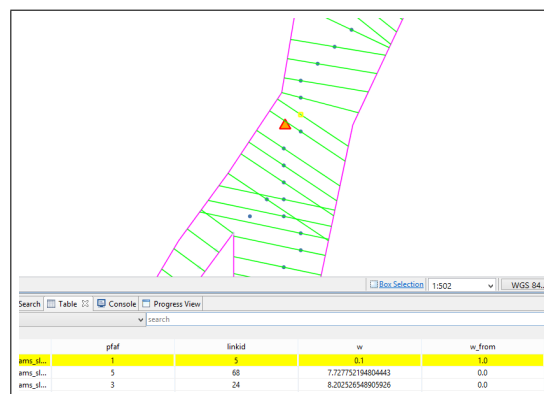 Box Selection 1:502 WGS 84...
Search Table Console Progress View
search
pfaf linkid w w_from
ams_sl... 1 5 0.1 1.0
ams_sl... 5 68 7.727752194804443 0.0
ams_sl... 3 24 8.202526548905926 0.0